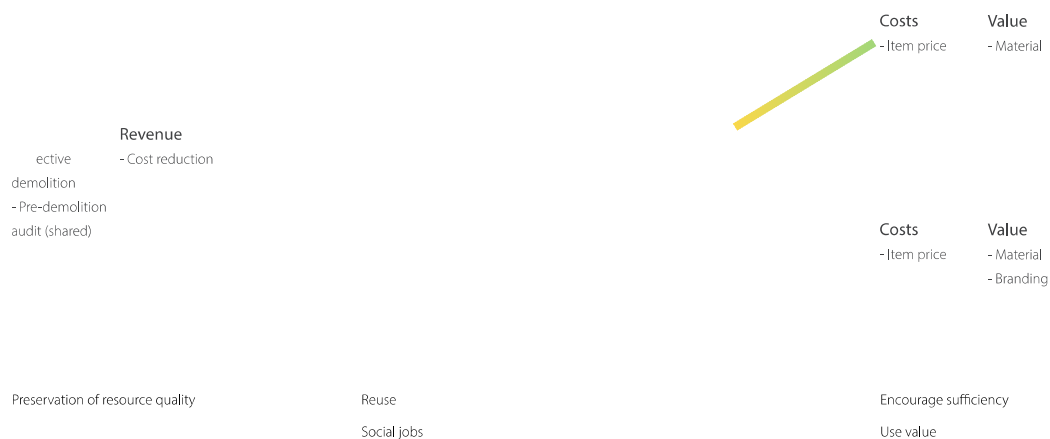 Costs
Value
- Item price
- Material
Revenue
ective
- Cost reduction
demolition
- Pre-demolition
audit (shared)
Costs
Value
- Item price
- Material
- Branding
Preservation of resource quality
Reuse
Encourage sufficiency
Social jobs
Use value